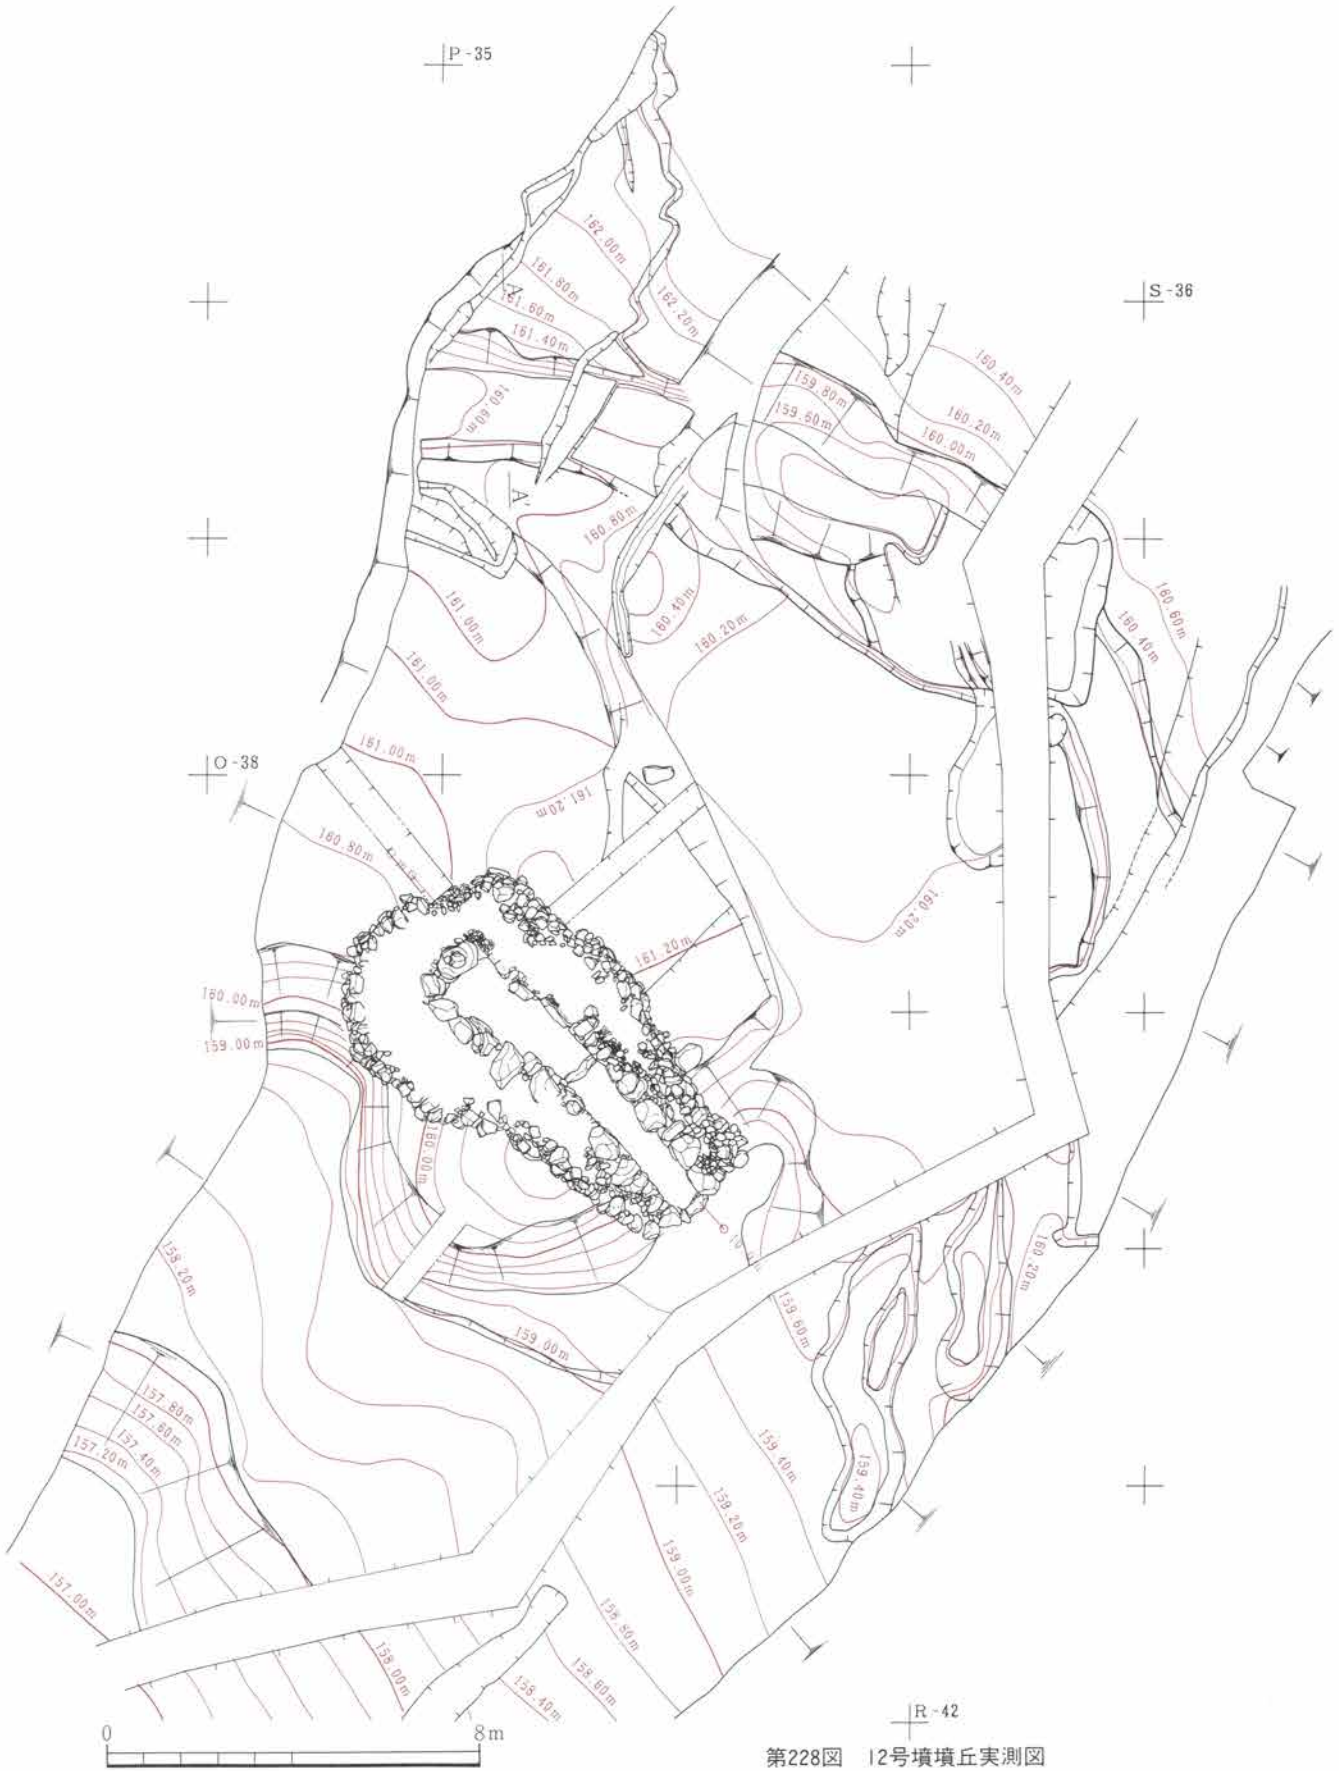 P-35
162.00m
161.80m
161.60m
161.40m
162.20m
S-36
160.40m
160.20m
160.00m
159.80m
159.60m
160.60m
A'
160.80m
161.00m
160.40m
160.20m
160.60m
160.40m
161.00m
161.00m
O-38
161.20m
160.80m
160.20m
161.20m
160.00m
159.00m
160.00m
158.20m
160.20m
159.60m
159.00m
157.80m
157.60m
157.40m
157.20m
159.40m
159.40m
159.20m
159.00m
157.00m
158.80m
158.00m
158.60m
158.40m
R-42
0 8m
第228図 12号墳墳丘実測図